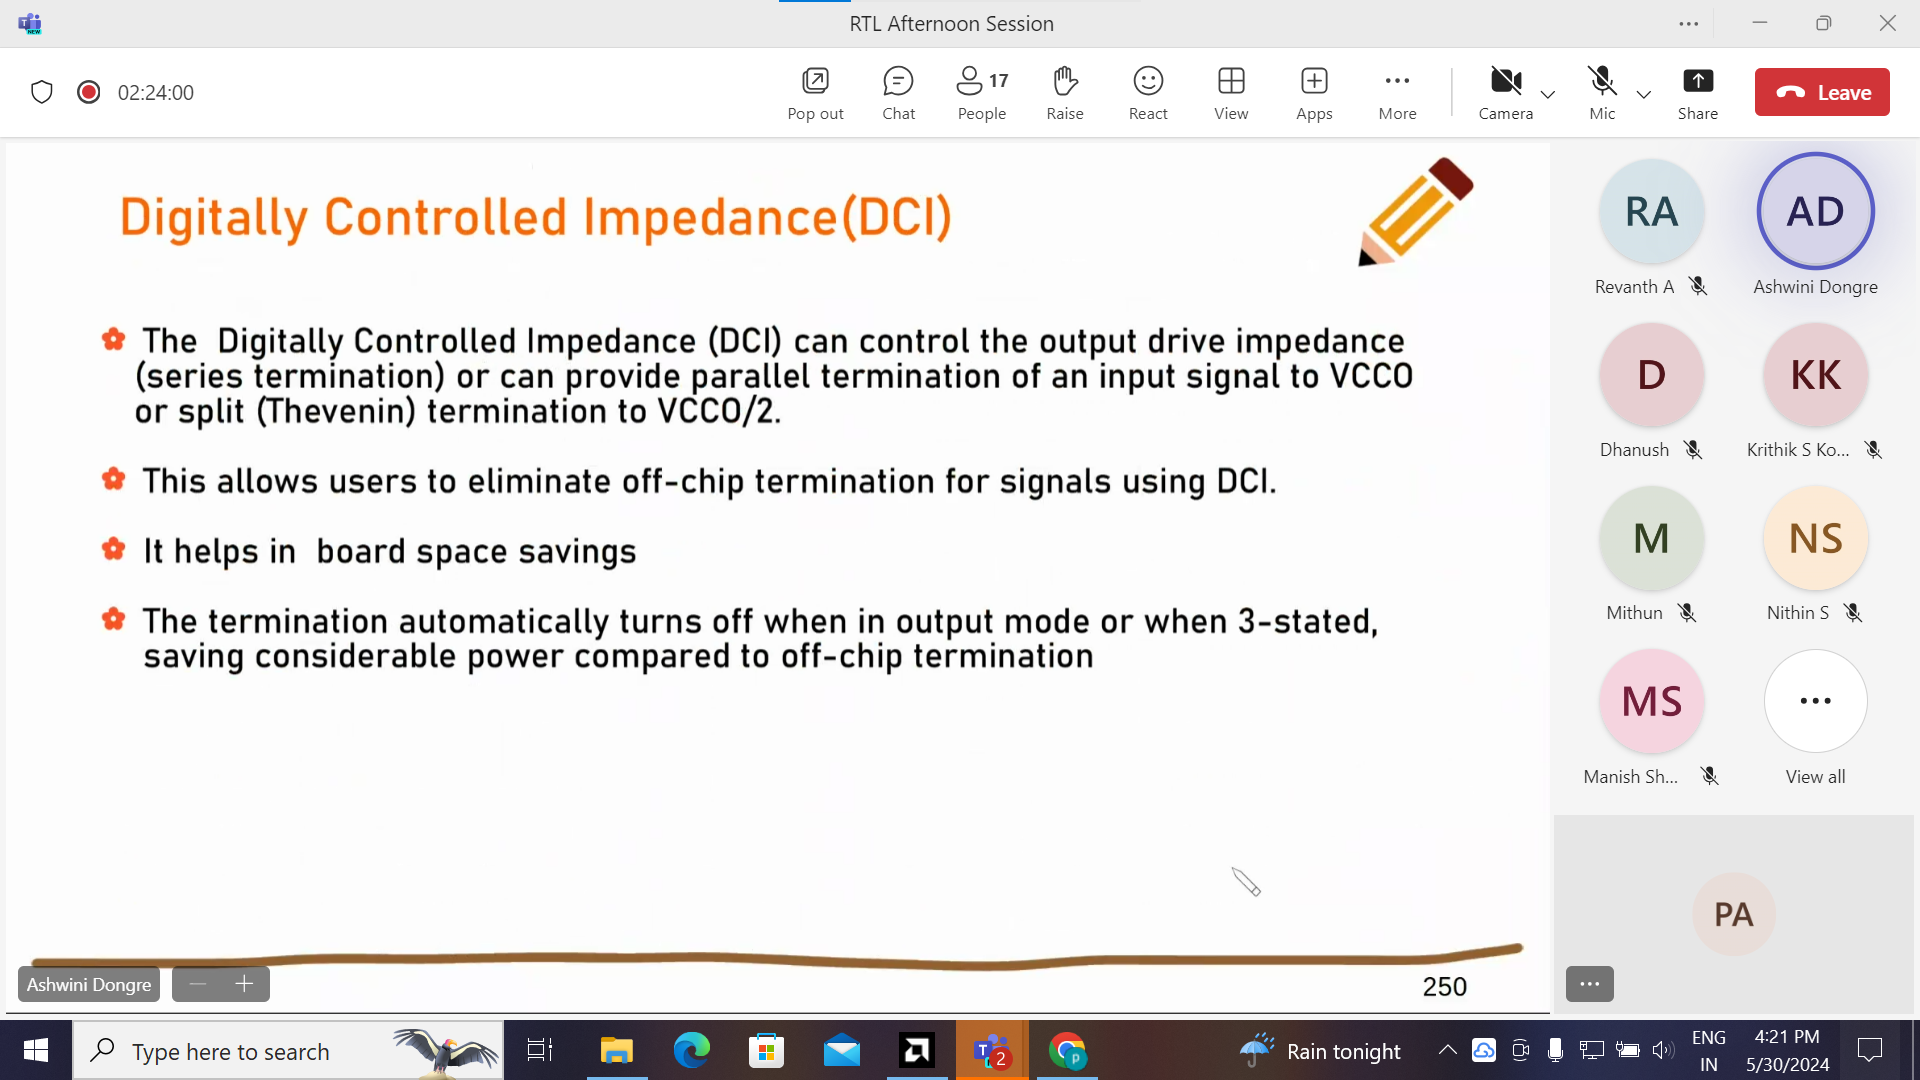 RTL Afternoon Session
NEW
02:24:00
Pop out
Chat
17
People
Raise
React
View
Apps
More
Camera
Mic
Share
Leave
Digitally Controlled Impedance(DCI)
The Digitally Controlled Impedance (DCI) can control the output drive impedance
(series termination) or can provide parallel termination of an input signal to VCCO
or split (Thevenin) termination to VCCO/2.
This allows users to eliminate off-chip termination for signals using DCI.
It helps in board space savings
The termination automatically turns off when in output mode or when 3-stated,
saving considerable power compared to off-chip termination
250
Ashwini Dongre
RA
Revanth A
AD
Ashwini Dongre
D
Dhanush
KK
Krithik S Ko...
M
Mithun
NS
Nithin S
MS
Manish Sh...
View all
PA
Type here to search
2
p
Rain tonight
ENG
IN
4:21 PM
5/30/2024